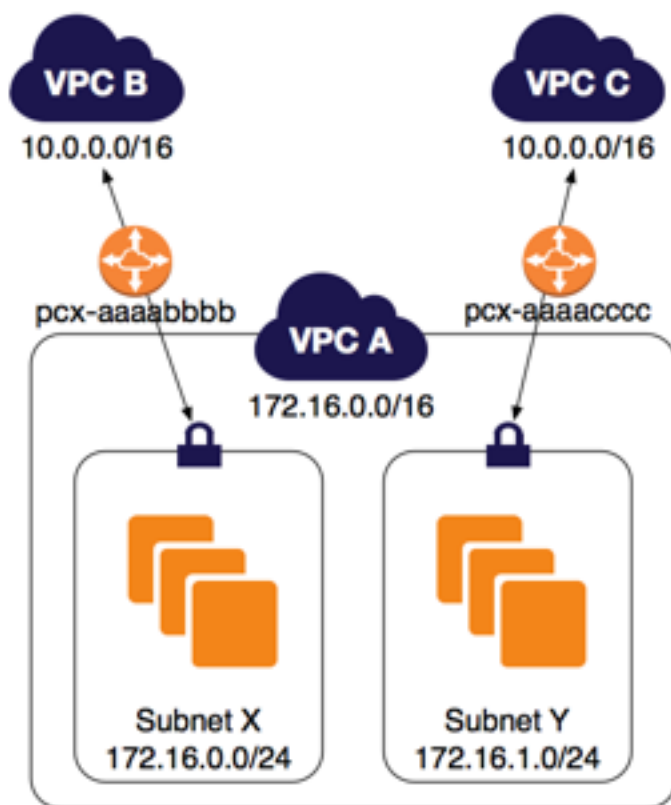 VPC B
10.0.0.0/16
VPC C
10.0.0.0/16
pcx-aaaabbbb
pcx-aaaacccc
VPC A
172.16.0.0/16
Subnet X
172.16.0.0/24
Subnet Y
172.16.1.0/24